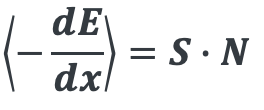 ⟨−dE/dx⟩ = S · N